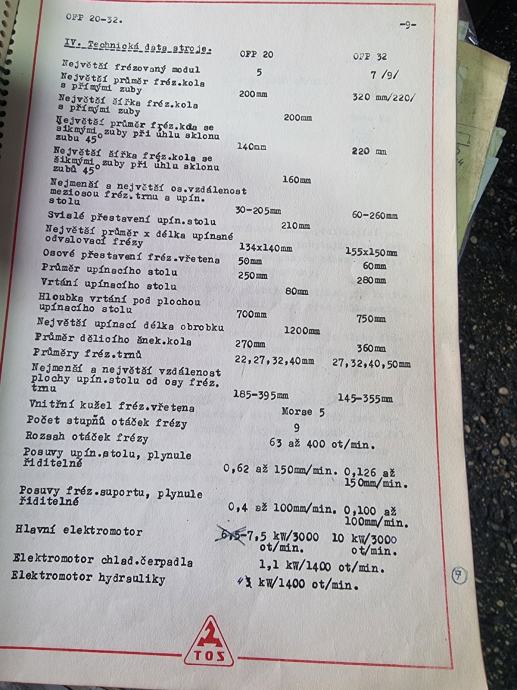 OFP 20-32.
-9-
IV. Technická data stroje.
OFP 20 OFP 32
Největší frézovaný modul 5 7 /9/
Největší průměr fréz.kola
s přímými zuby 200mm 320 mm/220/
Největší šířka fréz.kola
s přímými zuby 200mm
Největší průměr fréz.kola se
šikmými zuby při úhlu sklonu
zubu 45° 140mm 220 mm
Největší šířka fréz.kola se
šikmými zuby při úhlu sklonu
zubů 45° 160mm
Nejmenší a největší os.vzdálenost
meziosou fréz.trnu a upín.
stolu 30-205mm 60-260mm
Svislé přestavení upín.stolu 210mm
Největší průměr x délka upínané
odvalovací frézy 134x140mm 155x150mm
Osové přestavení fréz.vřetena 50mm 60mm
Průměr upínacího stolu 250mm 280mm
Vrtání upínacího stolu 80mm
Hloubka vrtání pod plochou
upínacího stolu 700mm 750mm
Největší upínací délka obrobku 1200mm
Průměr dělicího šnek.kola 270mm 360mm
Průměry fréz.trnů 22,27,32,40mm 27,32,40,50mm
Nejmenší a největší vzdálenost
plochy upín.stolu od osy fréz.
trnu 185-395mm 145-355mm
Vnitřní kužel fréz.vřetena Morse 5
Počet stupňů otáček frézy 9
Rozsah otáček frézy 63 až 400 ot/min.
Posuvy upín.stolu, plynule
řiditelné 0,62 až 150mm/min. 0,126 až
150mm/min.
Posuvy fréz.suportu, plynule
řiditelné 0,4 až 100mm/min. 0,100 až
100mm/min.
Hlavní elektromotor 6,5-7,5 kW/3000 10 kW/3000
ot/min. ot/min.
Elektromotor chlad.čerpadla 1,1 kW/1400 ot/min.
Elektromotor hydrauliky kW/1400 ot/min.
TOS